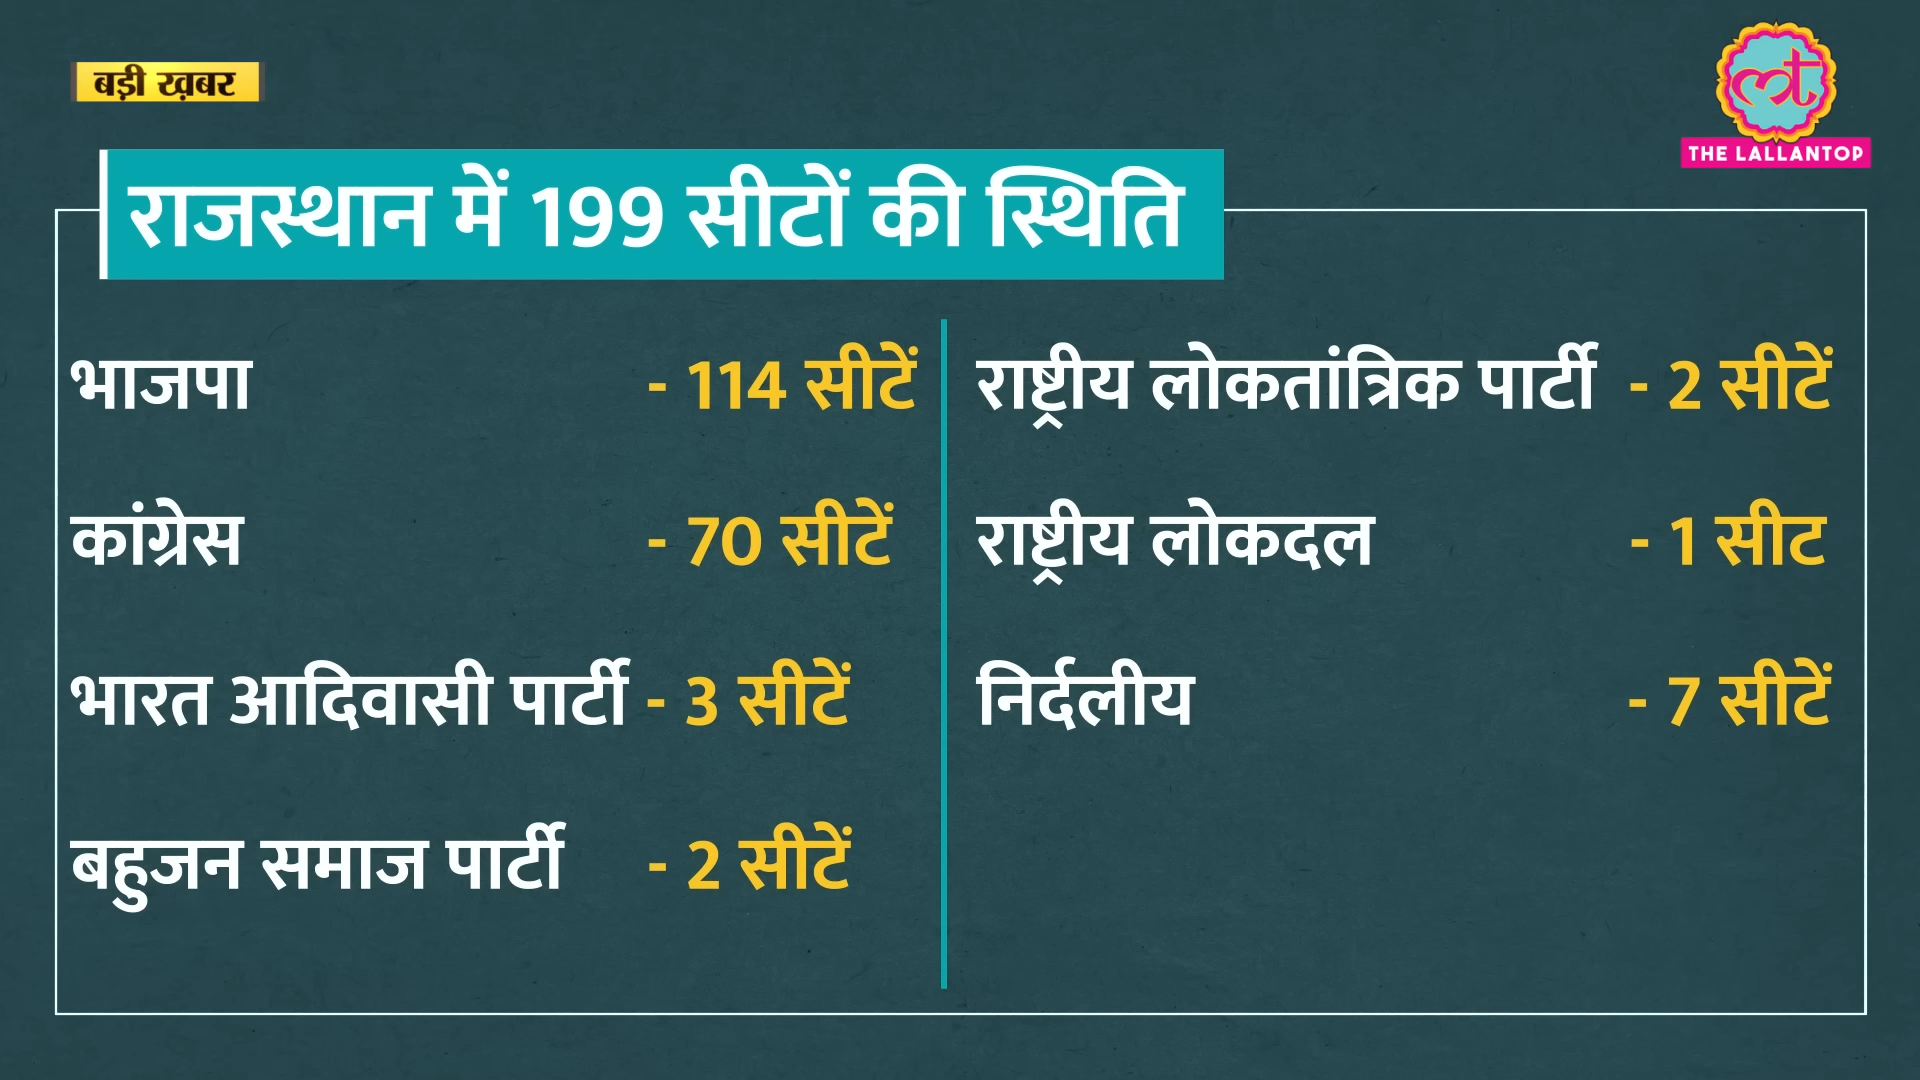 बड़ी ख़बर
THE LALLANTOP
राजस्थान में 199 सीटों की स्थिति
भाजपा - 114 सीटें
कांग्रेस - 70 सीटें
भारत आदिवासी पार्टी - 3 सीटें
बहुजन समाज पार्टी - 2 सीटें
राष्ट्रीय लोकतांत्रिक पार्टी - 2 सीटें
राष्ट्रीय लोकदल - 1 सीट
निर्दलीय - 7 सीटें